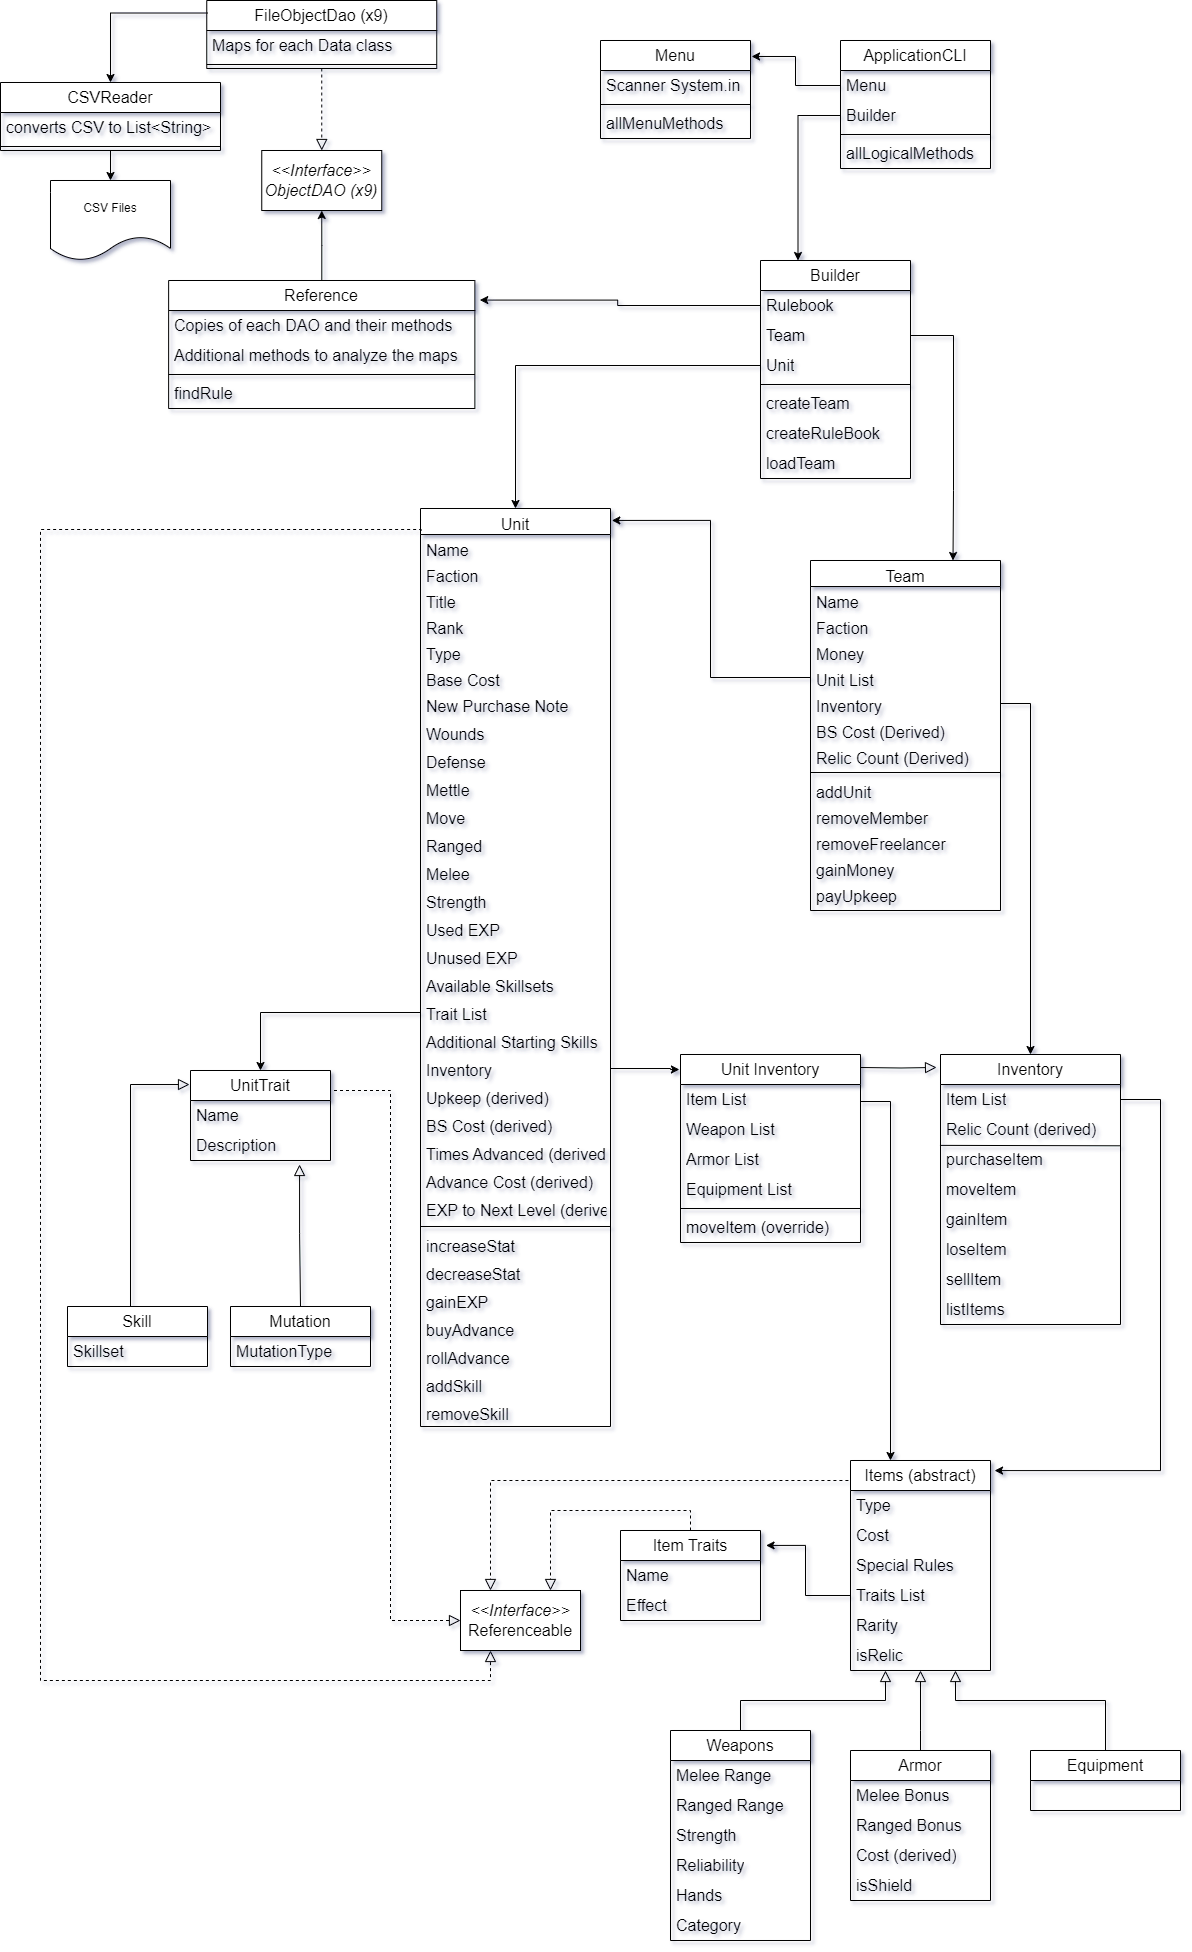 FileObjectDao (x9)
Maps for each Data class
CSVReader
converts CSV to List<String>
CSV Files
<<Interface>>
ObjectDAO (x9)
Menu
Scanner System.in
allMenuMethods
ApplicationCLI
Menu
Builder
allLogicalMethods
Reference
Copies of each DAO and their methods
Additional methods to analyze the maps
findRule
Builder
Rulebook
Team
Unit
createTeam
createRuleBook
loadTeam
Unit
Name
Faction
Title
Rank
Type
Base Cost
New Purchase Note
Wounds
Defense
Mettle
Move
Ranged
Melee
Strength
Used EXP
Unused EXP
Available Skillsets
Trait List
Additional Starting Skills
Inventory
Upkeep (derived)
BS Cost (derived)
Times Advanced (derived
Advance Cost (derived)
EXP to Next Level (derive
increaseStat
decreaseStat
gainEXP
buyAdvance
rollAdvance
addSkill
removeSkill
Team
Name
Faction
Money
Unit List
Inventory
BS Cost (Derived)
Relic Count (Derived)
addUnit
removeMember
removeFreelancer
gainMoney
payUpkeep
UnitTrait
Name
Description
Skill
Skillset
Mutation
MutationType
Unit Inventory
Item List
Weapon List
Armor List
Equipment List
moveItem (override)
Inventory
Item List
Relic Count (derived)
purchaseItem
moveItem
gainItem
loseItem
sellItem
listItems
Items (abstract)
Type
Cost
Special Rules
Traits List
Rarity
isRelic
Item Traits
Name
Effect
<<Interface>>
Referenceable
Weapons
Melee Range
Ranged Range
Strength
Reliability
Hands
Category
Armor
Melee Bonus
Ranged Bonus
Cost (derived)
isShield
Equipment